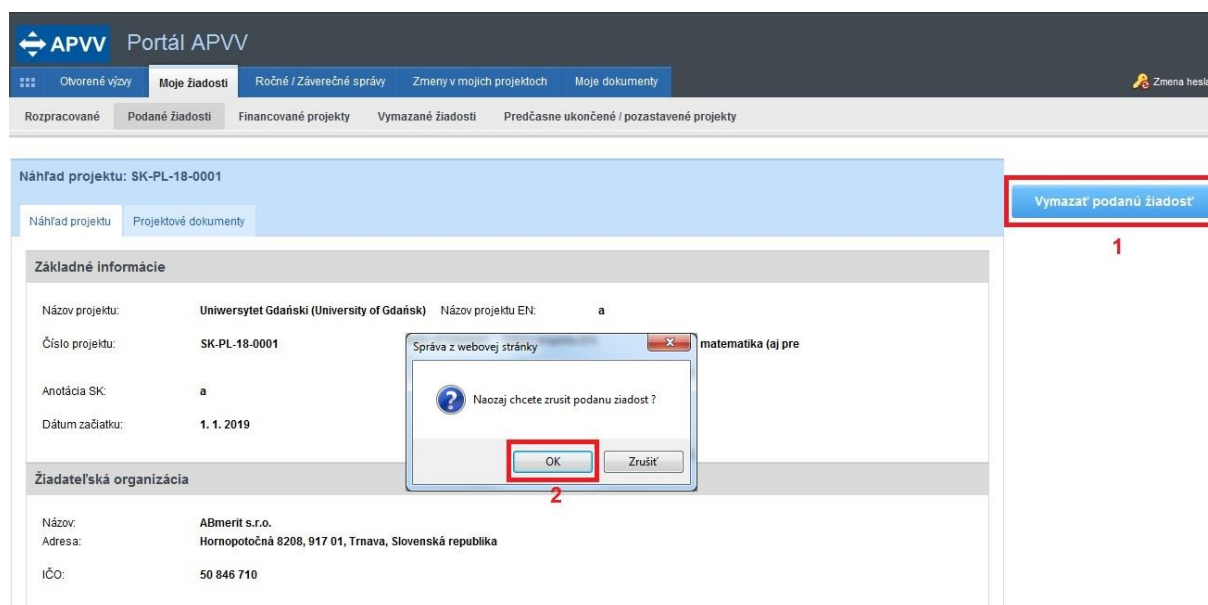 APVV Portál APVV
Otvorené výzvy Moje žiadosti Ročné / Záverečné správy Zmeny v mojich projektoch Moje dokumenty Zmena hesla
Rozpracované Podané žiadosti Financované projekty Vymazané žiadosti Predčasne ukončené / pozastavené projekty
Náhľad projektu: SK-PL-18-0001
Vymazať podanú žiadosť
1
Náhľad projektu Projektové dokumenty
Základné informácie
Názov projektu: Uniwersytet Gdański (University of Gdańsk) Názov projektu EN: a
Číslo projektu: SK-PL-18-0001 matematika (aj pre
Správa z webovej stránky
Anotácia SK: a
Naozaj chcete zrusit podanu ziadost ?
Dátum začiatku: 1. 1. 2019
OK Zrušiť
2
Žiadateľská organizácia
Názov: ABmerit s.r.o.
Adresa: Hornopotočná 8208, 917 01, Trnava, Slovenská republika
IČO: 50 846 710